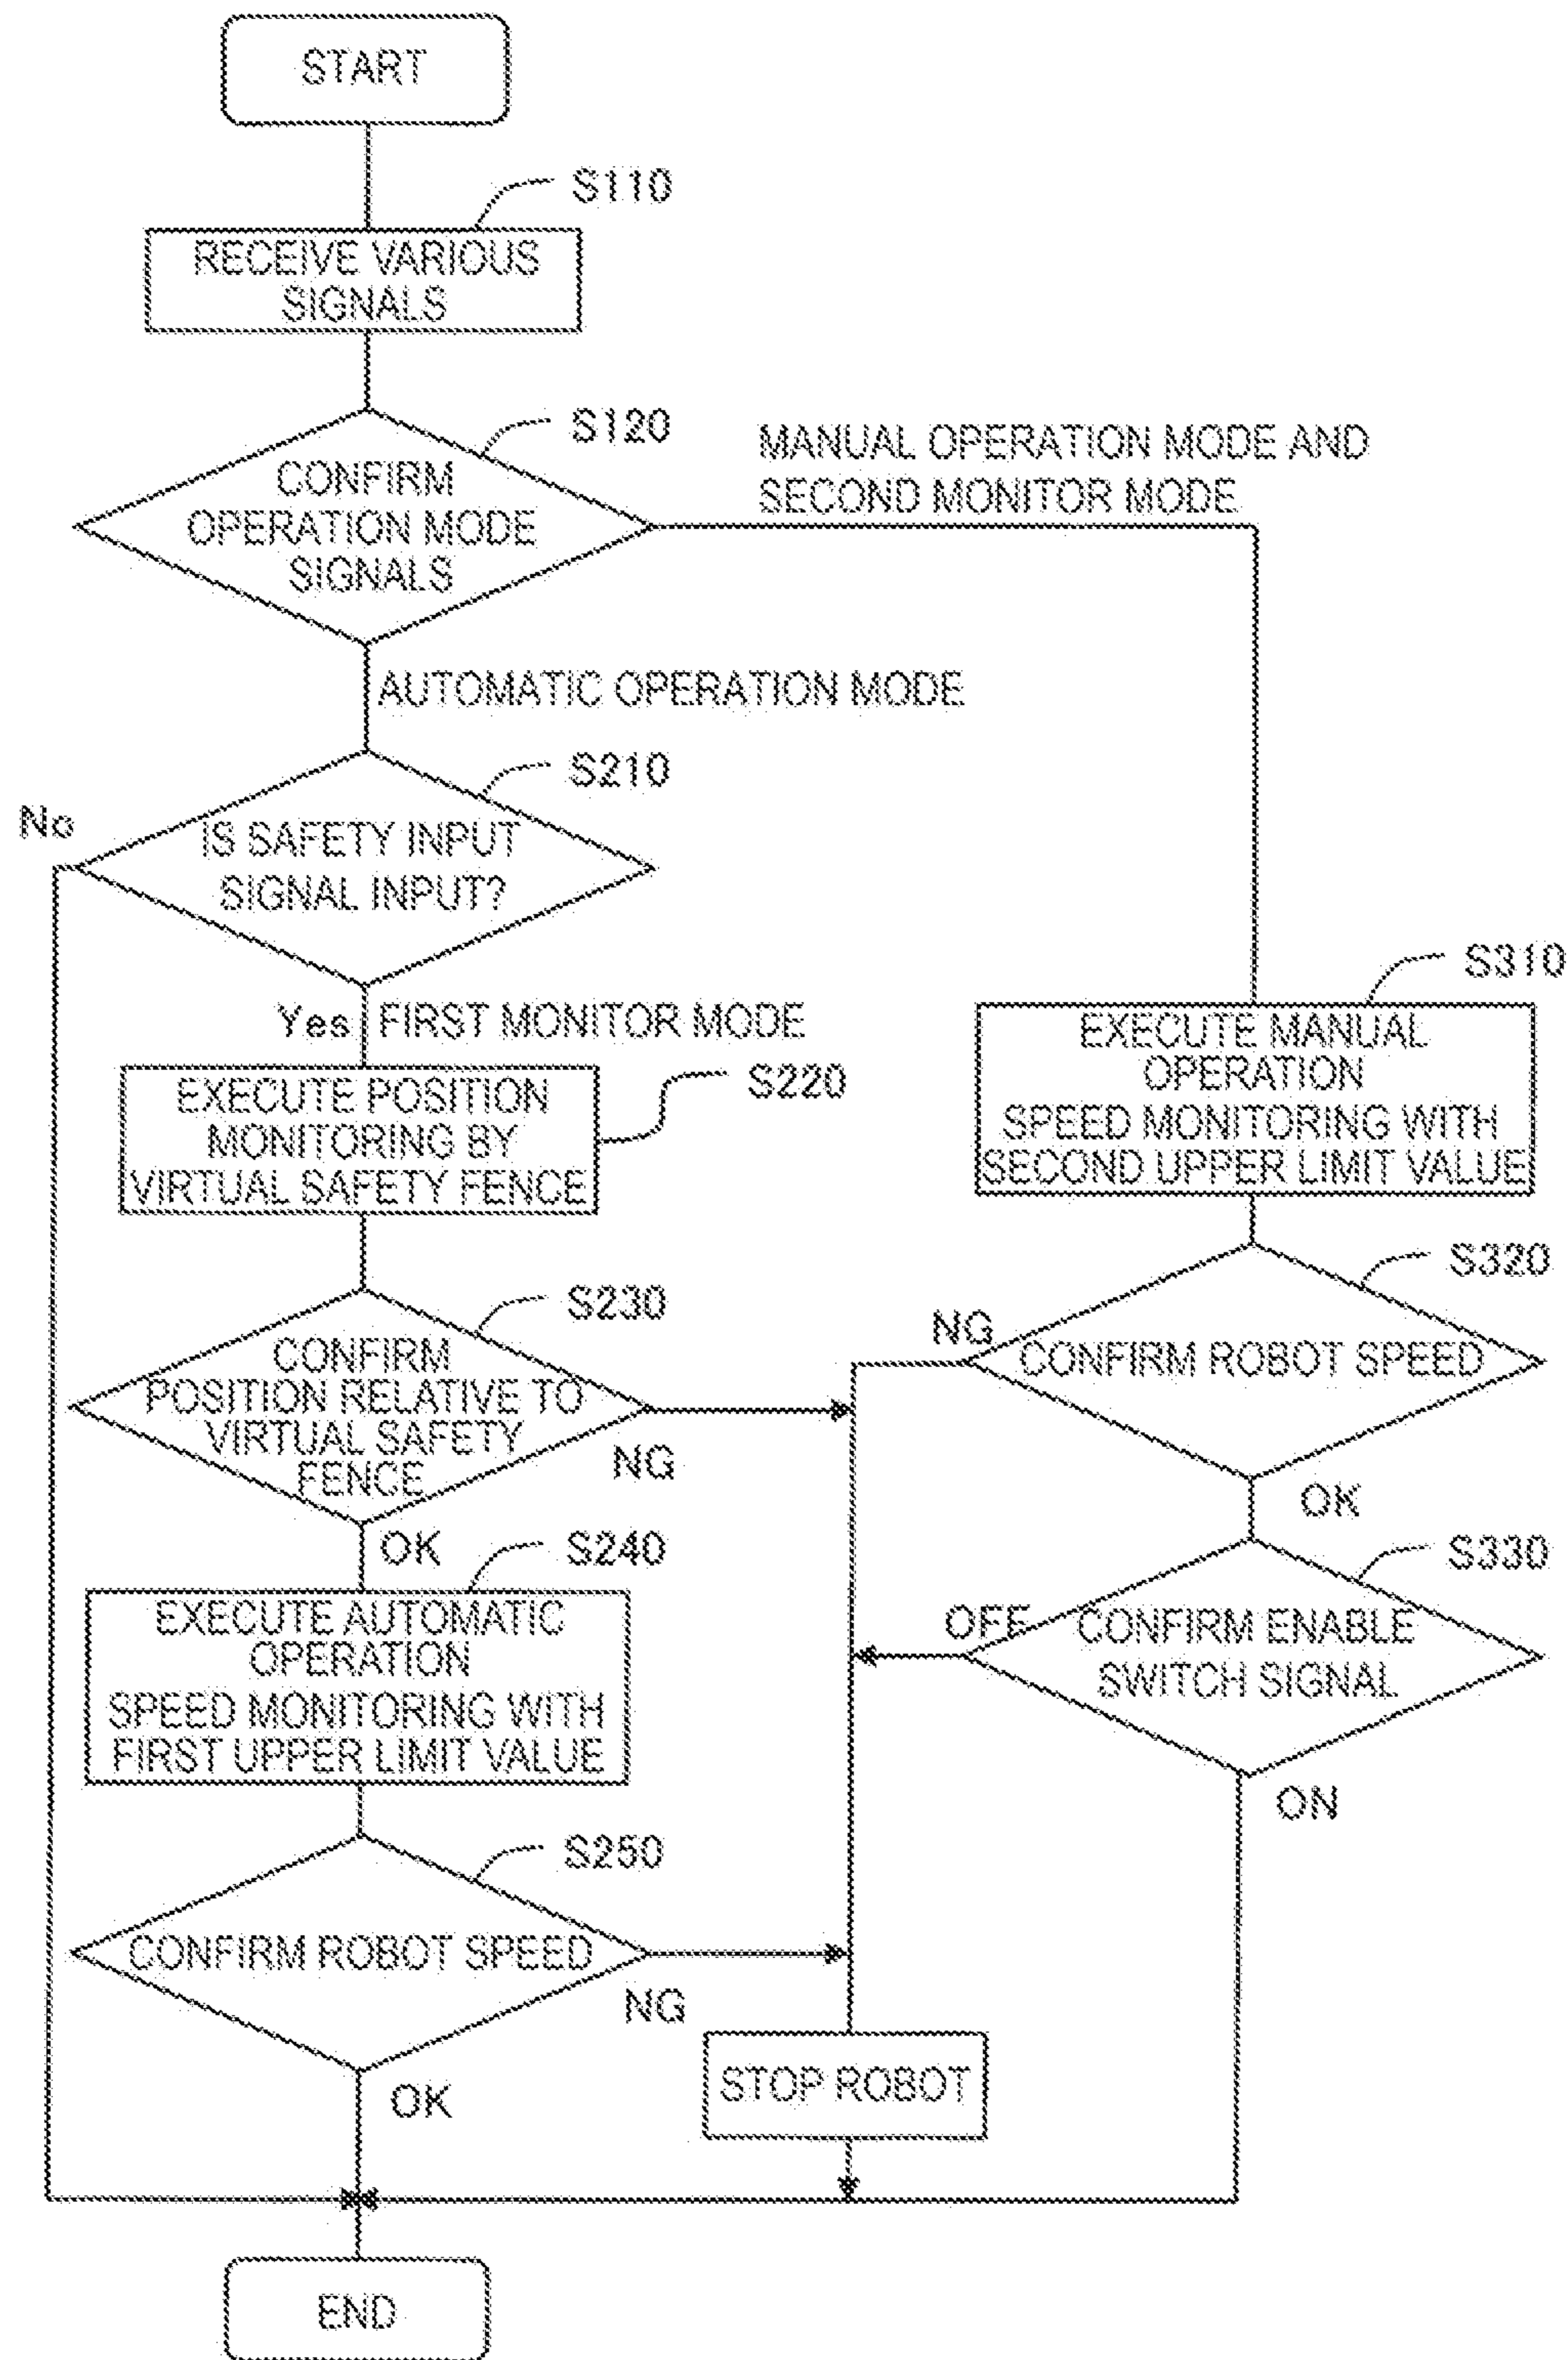 START
S110
RECEIVE VARIOUS
SIGNALS
S120
CONFIRM
OPERATION MODE
SIGNALS
MANUAL OPERATION MODE AND
SECOND MONITOR MODE
AUTOMATIC OPERATION MODE
S210
No
IS SAFETY INPUT
SIGNAL INPUT?
Yes
FIRST MONITOR MODE
S220
EXECUTE POSITION
MONITORING BY
VIRTUAL SAFETY FENCE
S230
CONFIRM
POSITION RELATIVE TO
VIRTUAL SAFETY
FENCE
NG
OK
S240
EXECUTE AUTOMATIC
OPERATION
SPEED MONITORING WITH
FIRST UPPER LIMIT VALUE
S250
CONFIRM ROBOT SPEED
NG
OK
S310
EXECUTE MANUAL
OPERATION
SPEED MONITORING WITH
SECOND UPPER LIMIT VALUE
S320
NG
CONFIRM ROBOT SPEED
OK
S330
OFF
CONFIRM ENABLE
SWITCH SIGNAL
ON
STOP ROBOT
END